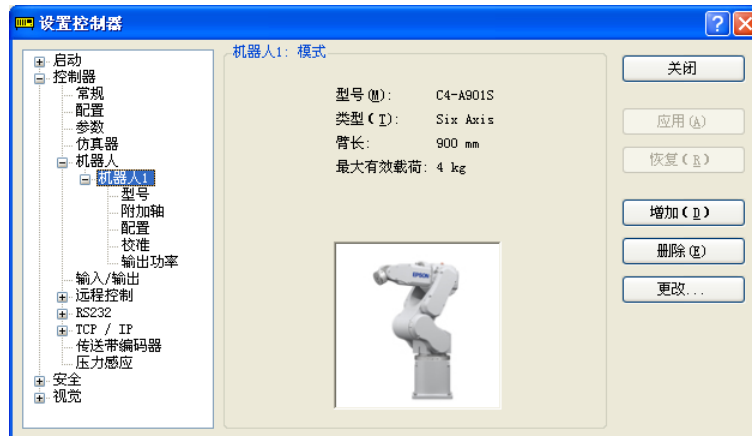 设置控制器
启动
控制器
常规
配置
参数
仿真器
机器人
机器人1
型号
附加轴
配置
校准
输出功率
输入/输出
远程控制
RS232
TCP / IP
传送带编码器
压力感应
安全
视觉
机器人1: 模式
型号(M): C4-A901S
类型(T): Six Axis
臂长: 900 mm
最大有效载荷: 4 kg
EPSON
关闭
应用(A)
恢复(R)
增加(D)
删除(E)
更改...